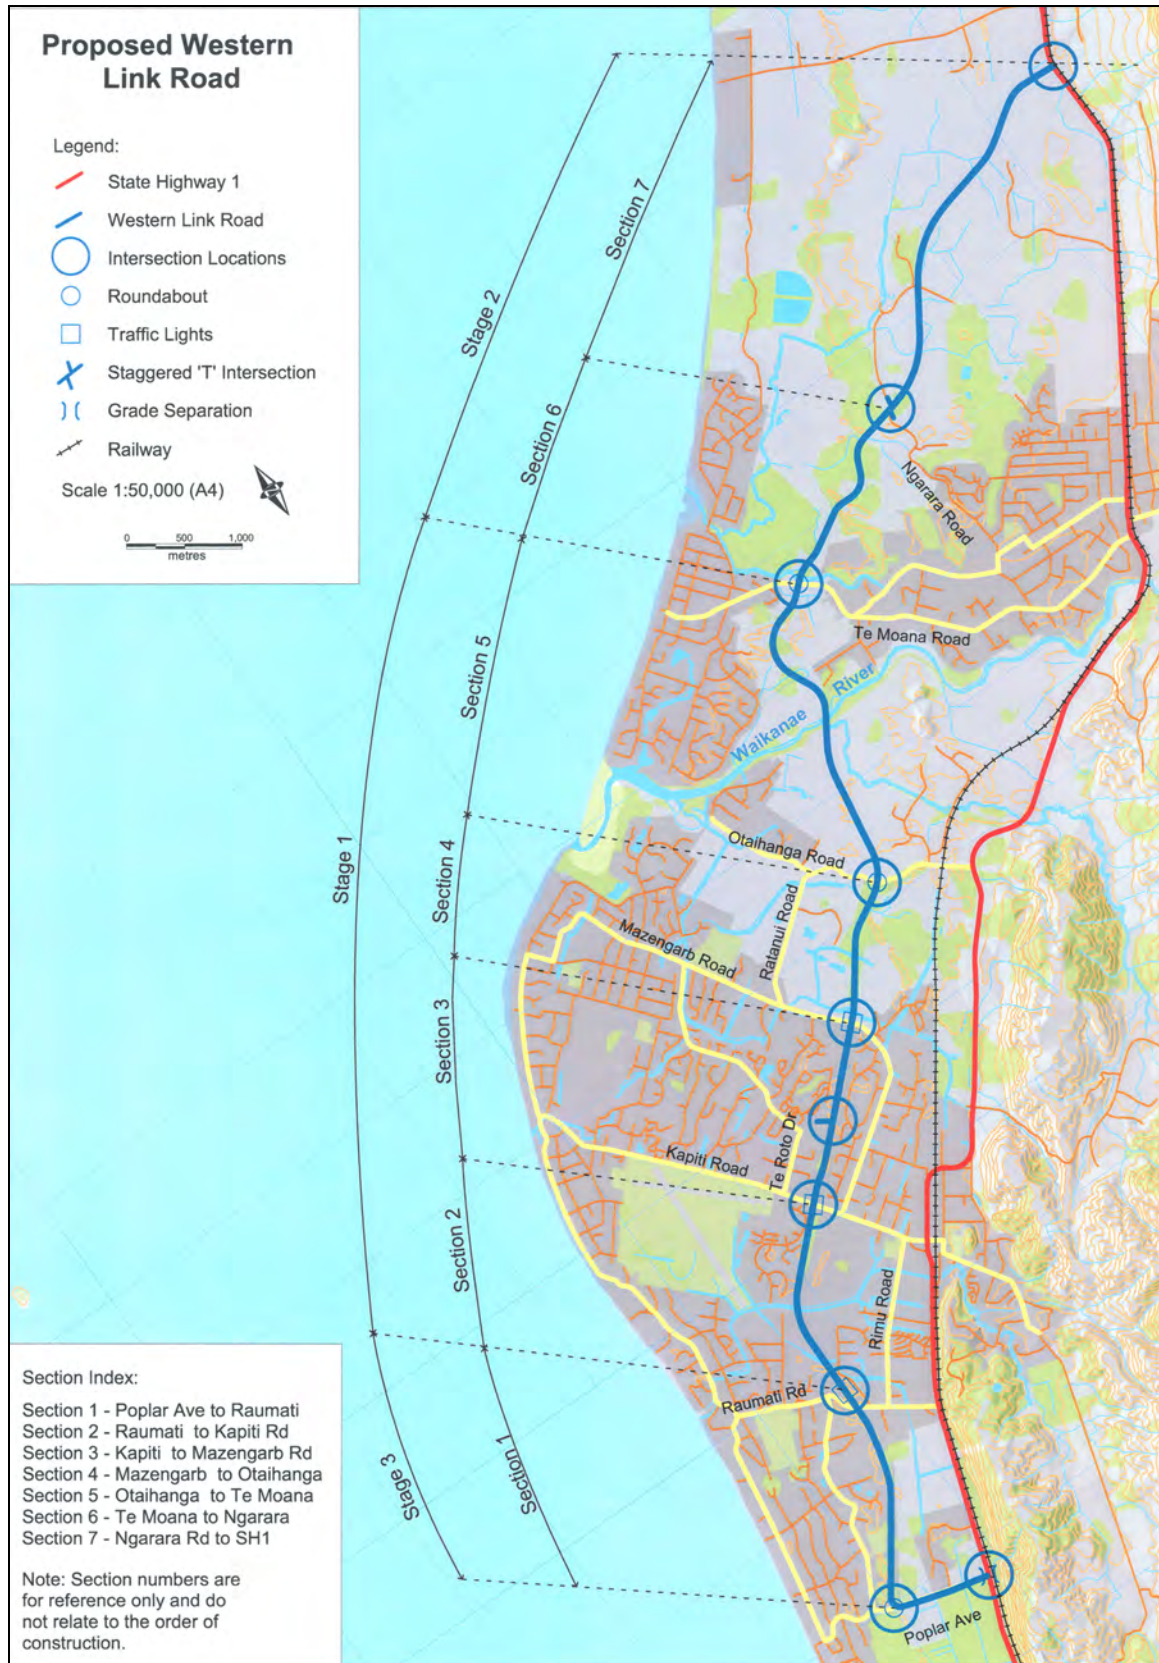 Proposed Western
Link Road
Legend:
State Highway 1
Western Link Road
Intersection Locations
Roundabout
Traffic Lights
Staggered 'T' Intersection
Grade Separation
Railway
Scale 1:50,000 (A4)
0 500 1,000
metres
Section 7
Stage 2
Section 6
Ngarara Road
Te Moana Road
Section 5
Waikanae River
Stage 1
Section 4
Otaihanga Road
Ratanui Road
Mazengarb Road
Section 3
Te Roto Dr
Kapiti Road
Section 2
Rimu Road
Raumati Rd
Stage 3
Section 1
Poplar Ave
Section Index:
Section 1 - Poplar Ave to Raumati
Section 2 - Raumati to Kapiti Rd
Section 3 - Kapiti to Mazengarb Rd
Section 4 - Mazengarb to Otaihanga
Section 5 - Otaihanga to Te Moana
Section 6 - Te Moana to Ngarara
Section 7 - Ngarara Rd to SH1
Note: Section numbers are
for reference only and do
not relate to the order of
construction.